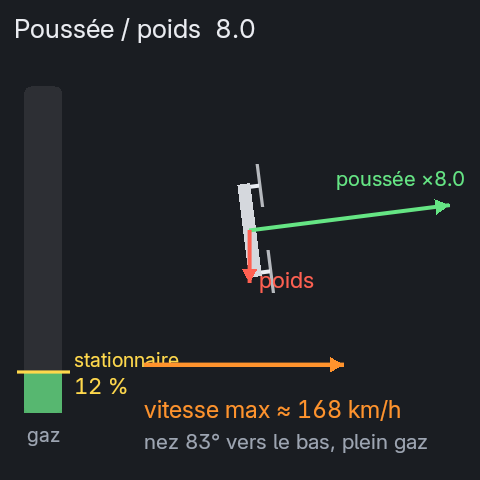 Poussée / poids  8.0
poussée ×8.0
poids
stationnaire
12 %
vitesse max ≈ 168 km/h
gaz
nez 83° vers le bas, plein gaz